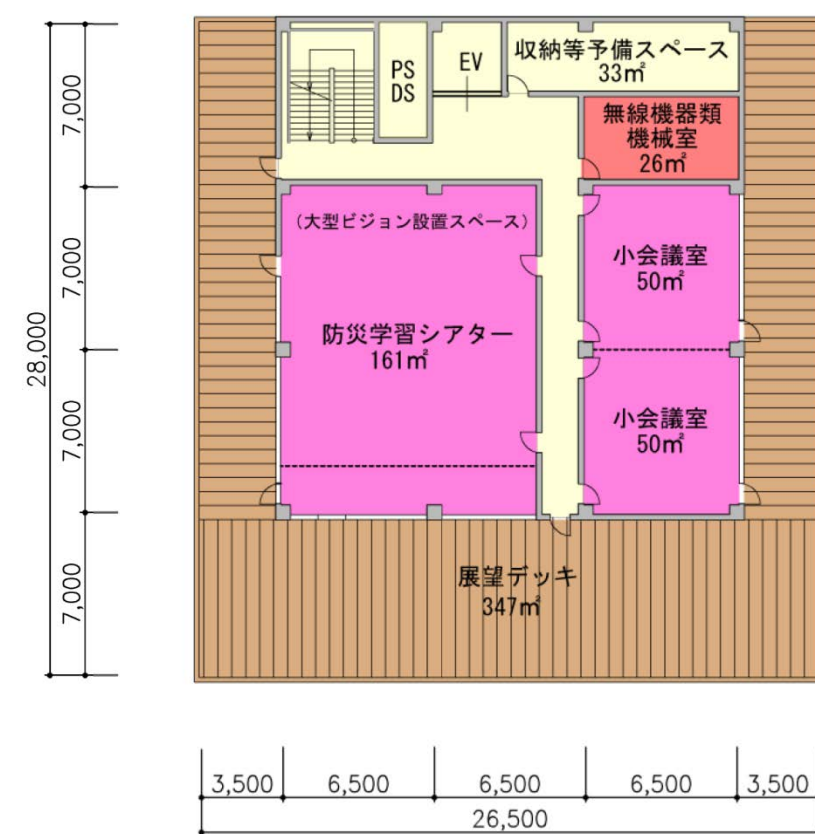 PS
DS
EV
収納等予備スペース
33㎡
無線機器類
機械室
26㎡
(大型ビジョン設置スペース)
小会議室
50㎡
防災学習シアター
161㎡
小会議室
50㎡
展望デッキ
347㎡
7,000
7,000
28,000
7,000
7,000
3,500 6,500 6,500 6,500 3,500
26,500